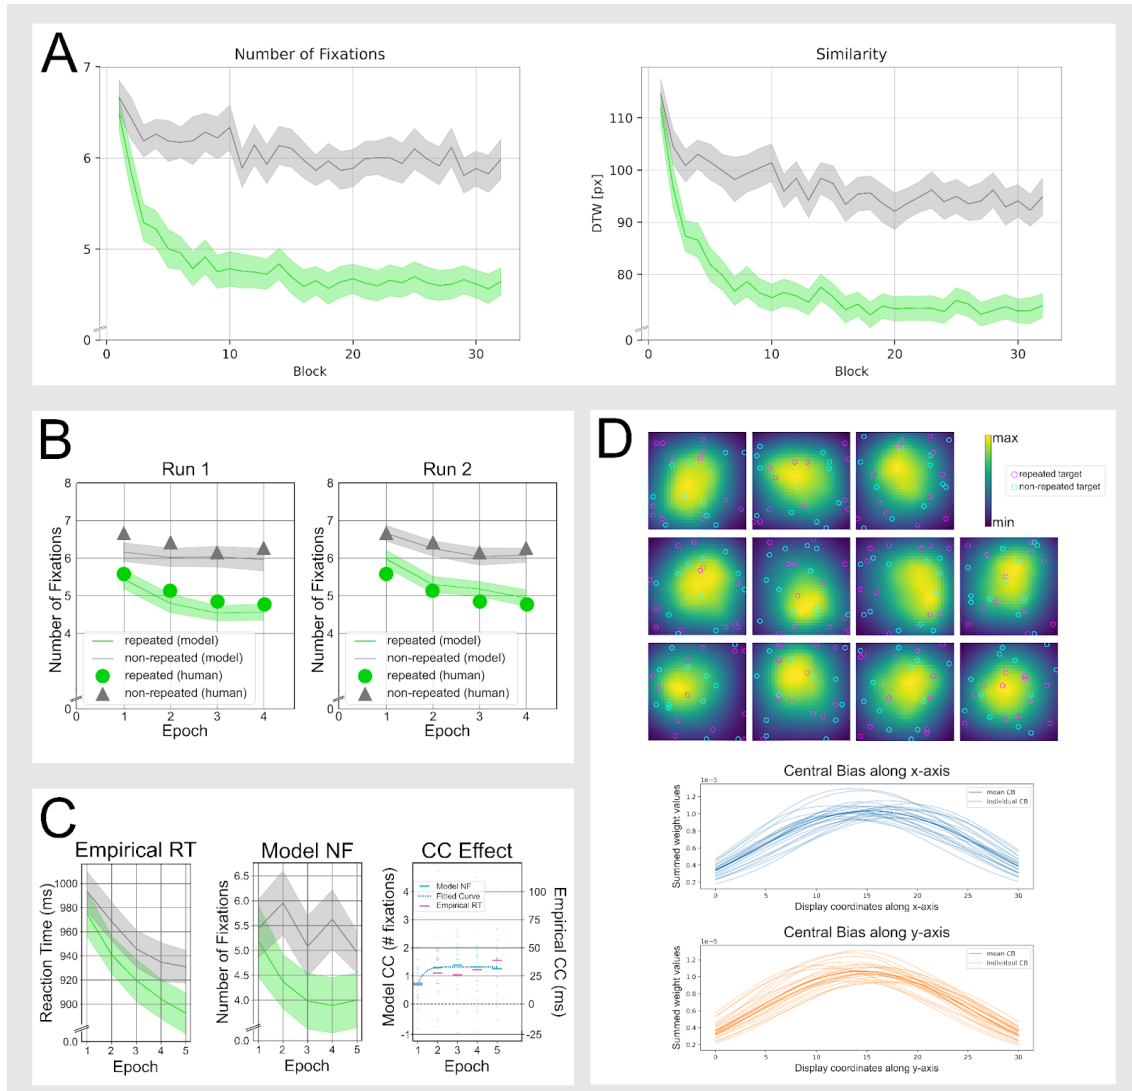 A
Number of Fixations
7
6
5
0
0 10 20 30
Block
Similarity
DTW [px]
110
100
90
80
0
0 10 20 30
Block
B
Run 1
Number of Fixations
8
7
6
5
4
0
repeated (model)
non-repeated (model)
repeated (human)
non-repeated (human)
0 1 2 3 4
Epoch
Run 2
Number of Fixations
8
7
6
5
4
0
repeated (model)
non-repeated (model)
repeated (human)
non-repeated (human)
0 1 2 3 4
Epoch
C
Empirical RT
Reaction Time (ms)
1000
980
960
940
920
900
0.0
1 2 3 4 5
Epoch
Model NF
Number of Fixations
6.5
6.0
5.5
5.0
4.5
4.0
0.0
1 2 3 4 5
Epoch
CC Effect
Model CC (# fixations)
4
3
2
1
0
-1
Model NF
Fitted Curve
Empirical RT
100
75
50
25
0
-25
Empirical CC (ms)
1 2 3 4 5
Epoch
D
max
min
repeated target
non-repeated target
Central Bias along x-axis
1e-5
Summed weight values
1.2
1.0
0.8
0.6
0.4
0.2
mean CB
individual CB
0 5 10 15 20 25 30
Display coordinates along x-axis
Central Bias along y-axis
1e-5
Summed weight values
1.2
1.0
0.8
0.6
0.4
0.2
mean CB
individual CB
0 5 10 15 20 25 30
Display coordinates along y-axis